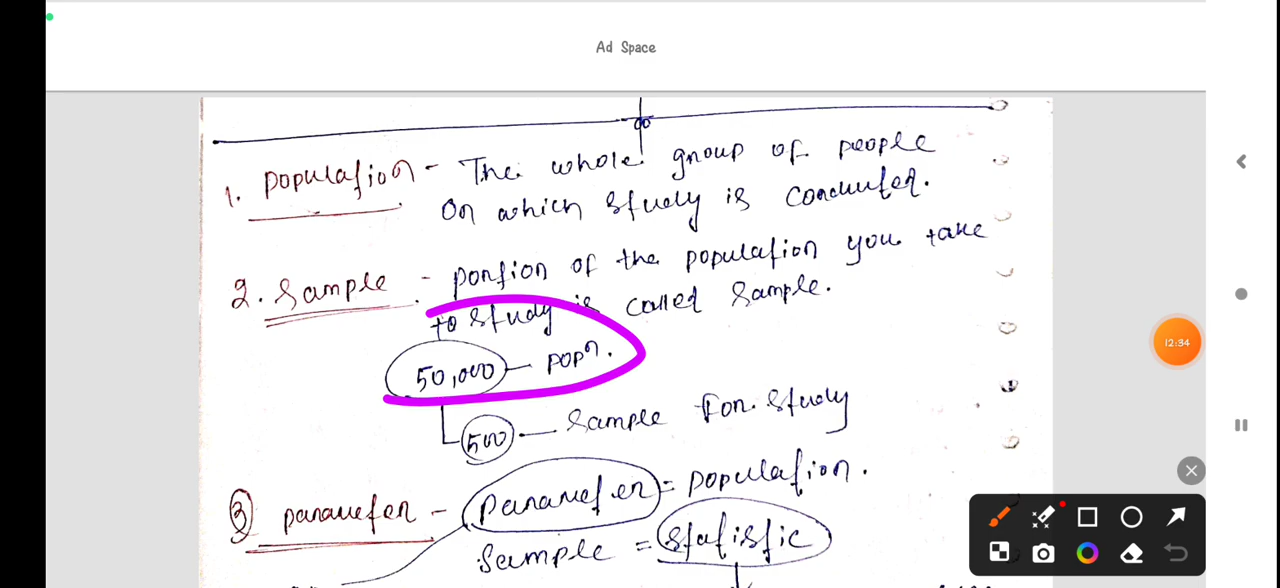 Ad Space
1. Population - The whole group of people
On which study is conducted.
2. Sample - portion of the population you take
to study is called Sample.
50,000 - popn.
500 - Sample For Study
12:34
3 parameter - parameter = population.
Sample = Statistic